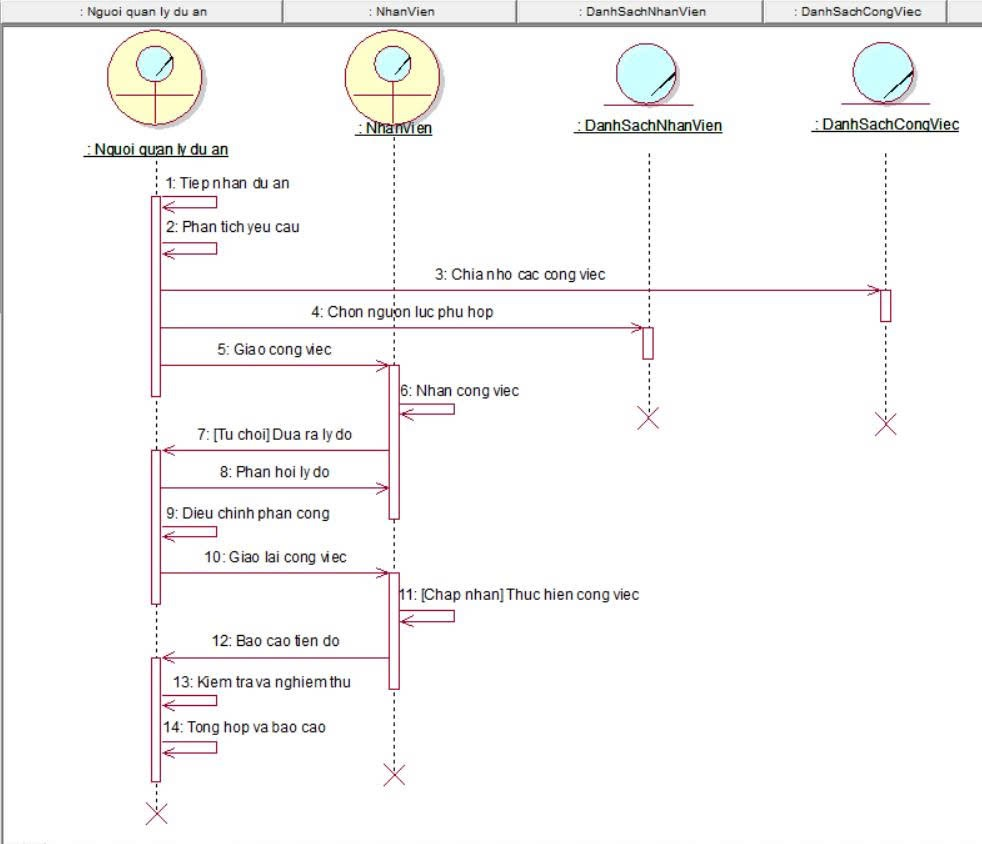 : Nguoi quan ly du an
: NhanVien
: DanhSachNhanVien
: DanhSachCongViec
: NhanVien
: DanhSachNhanVien
: DanhSachCongViec
: Nguoi quan ly du an
1: Tiep nhan du an
2: Phan tich yeu cau
3: Chia nho cac cong viec
4: Chon nguon luc phu hop
5: Giao cong viec
6: Nhan cong viec
7: [Tu choi] Dua ra ly do
8: Phan hoi ly do
9: Dieu chinh phan cong
10: Giao lai cong viec
11: [Chap nhan] Thuc hien cong viec
12: Bao cao tien do
13: Kiem tra va nghiem thu
14: Tong hop va bao cao